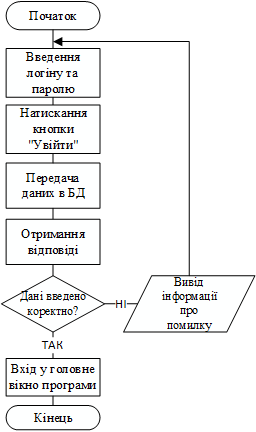 Початок
Введення
логіну та
паролю
Натискання
кнопки
"Увійти"
Передача
даних в БД
Отримання
відповіді
Дані введено
коректно?
НІ
Вивід
інформації
про
помилку
ТАК
Вхід у головне
вікно програми
Кінець